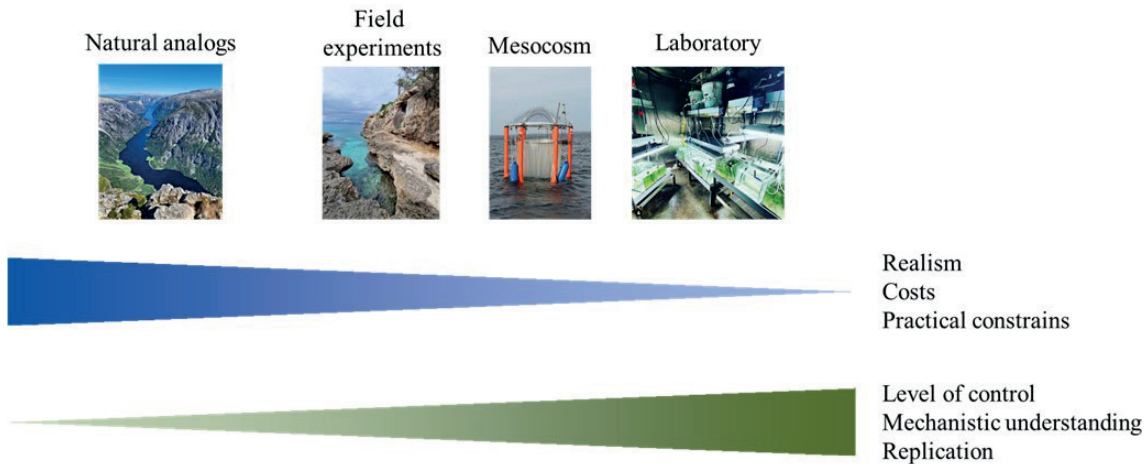 Natural analogs
Field
experiments
Mesocosm
Laboratory
Realism
Costs
Practical constrains
Level of control
Mechanistic understanding
Replication